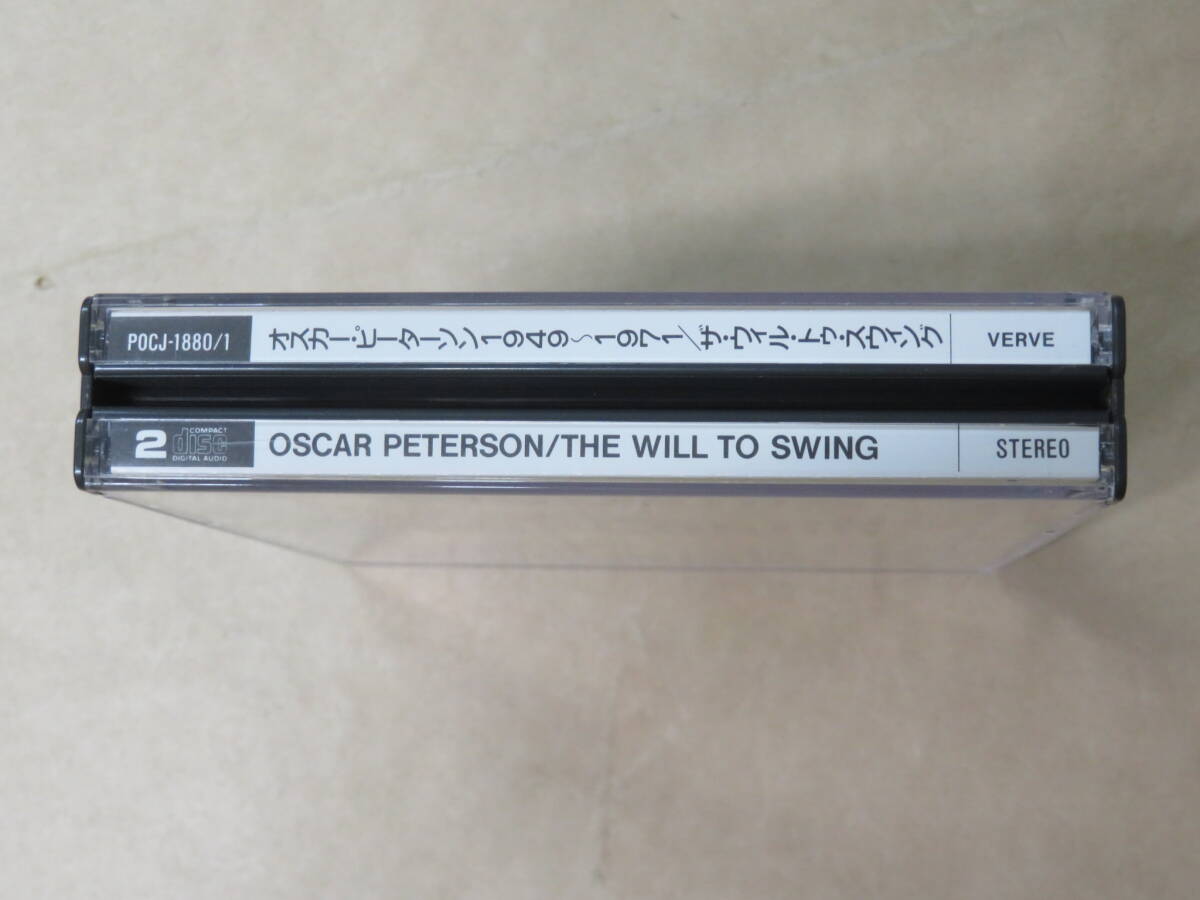 POCJ-1880/1 オスカー・ピーターソン1949〜1971/ザ・ウィル・トゥ・スウィング VERVE
2 COMPACT disc DIGITAL AUDIO OSCAR PETERSON/THE WILL TO SWING STEREO